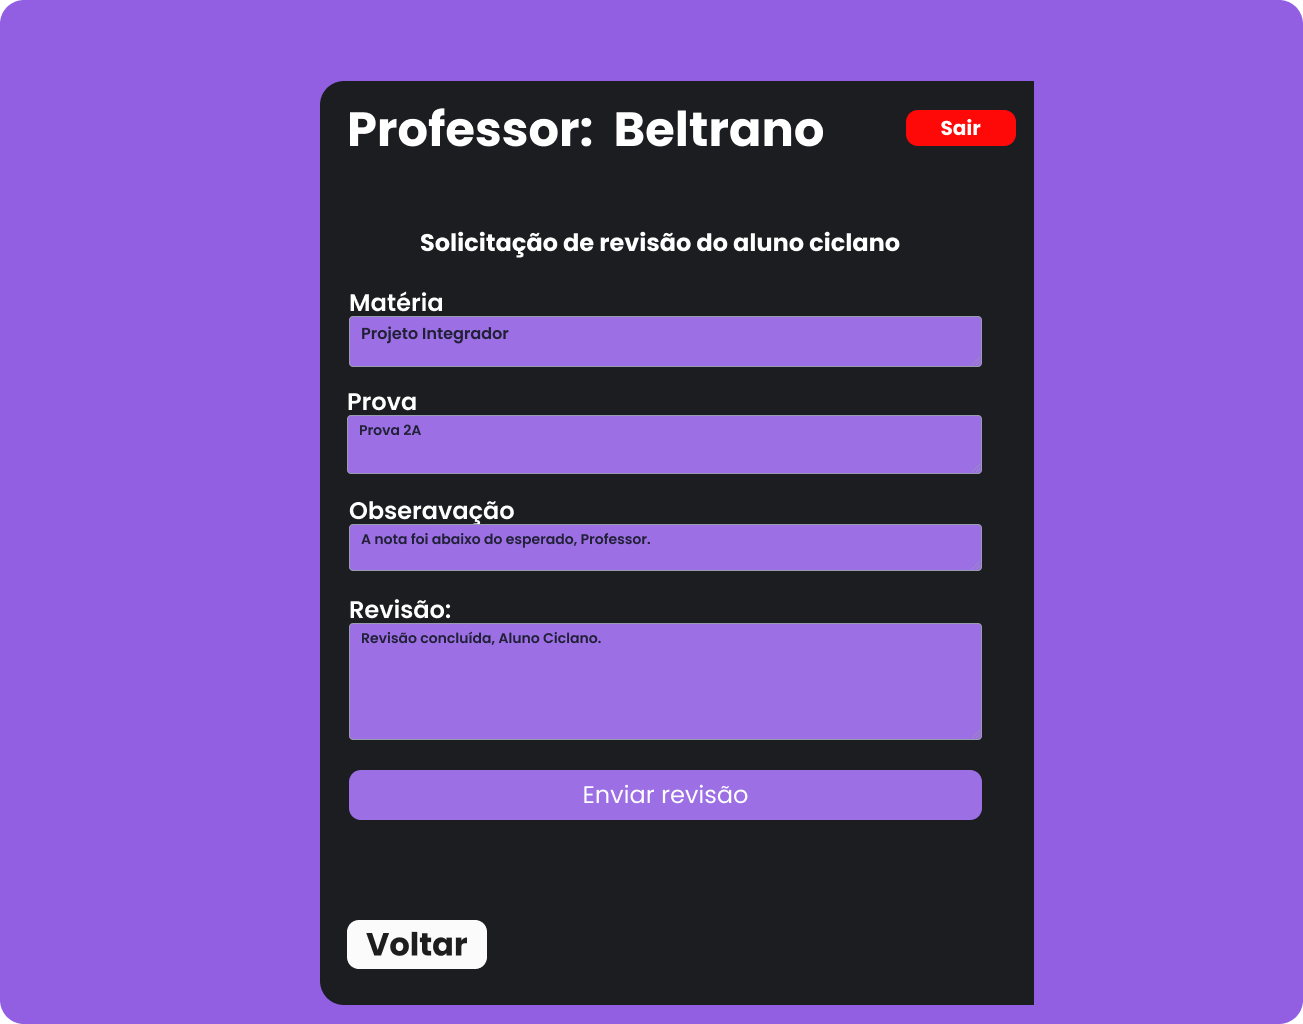 Professor: Beltrano
Sair
Solicitação de revisão do aluno ciclano
Matéria
Projeto Integrador
Prova
Prova 2A
Obseravação
A nota foi abaixo do esperado, Professor.
Revisão:
Revisão concluída, Aluno Ciclano.
Enviar revisão
Voltar